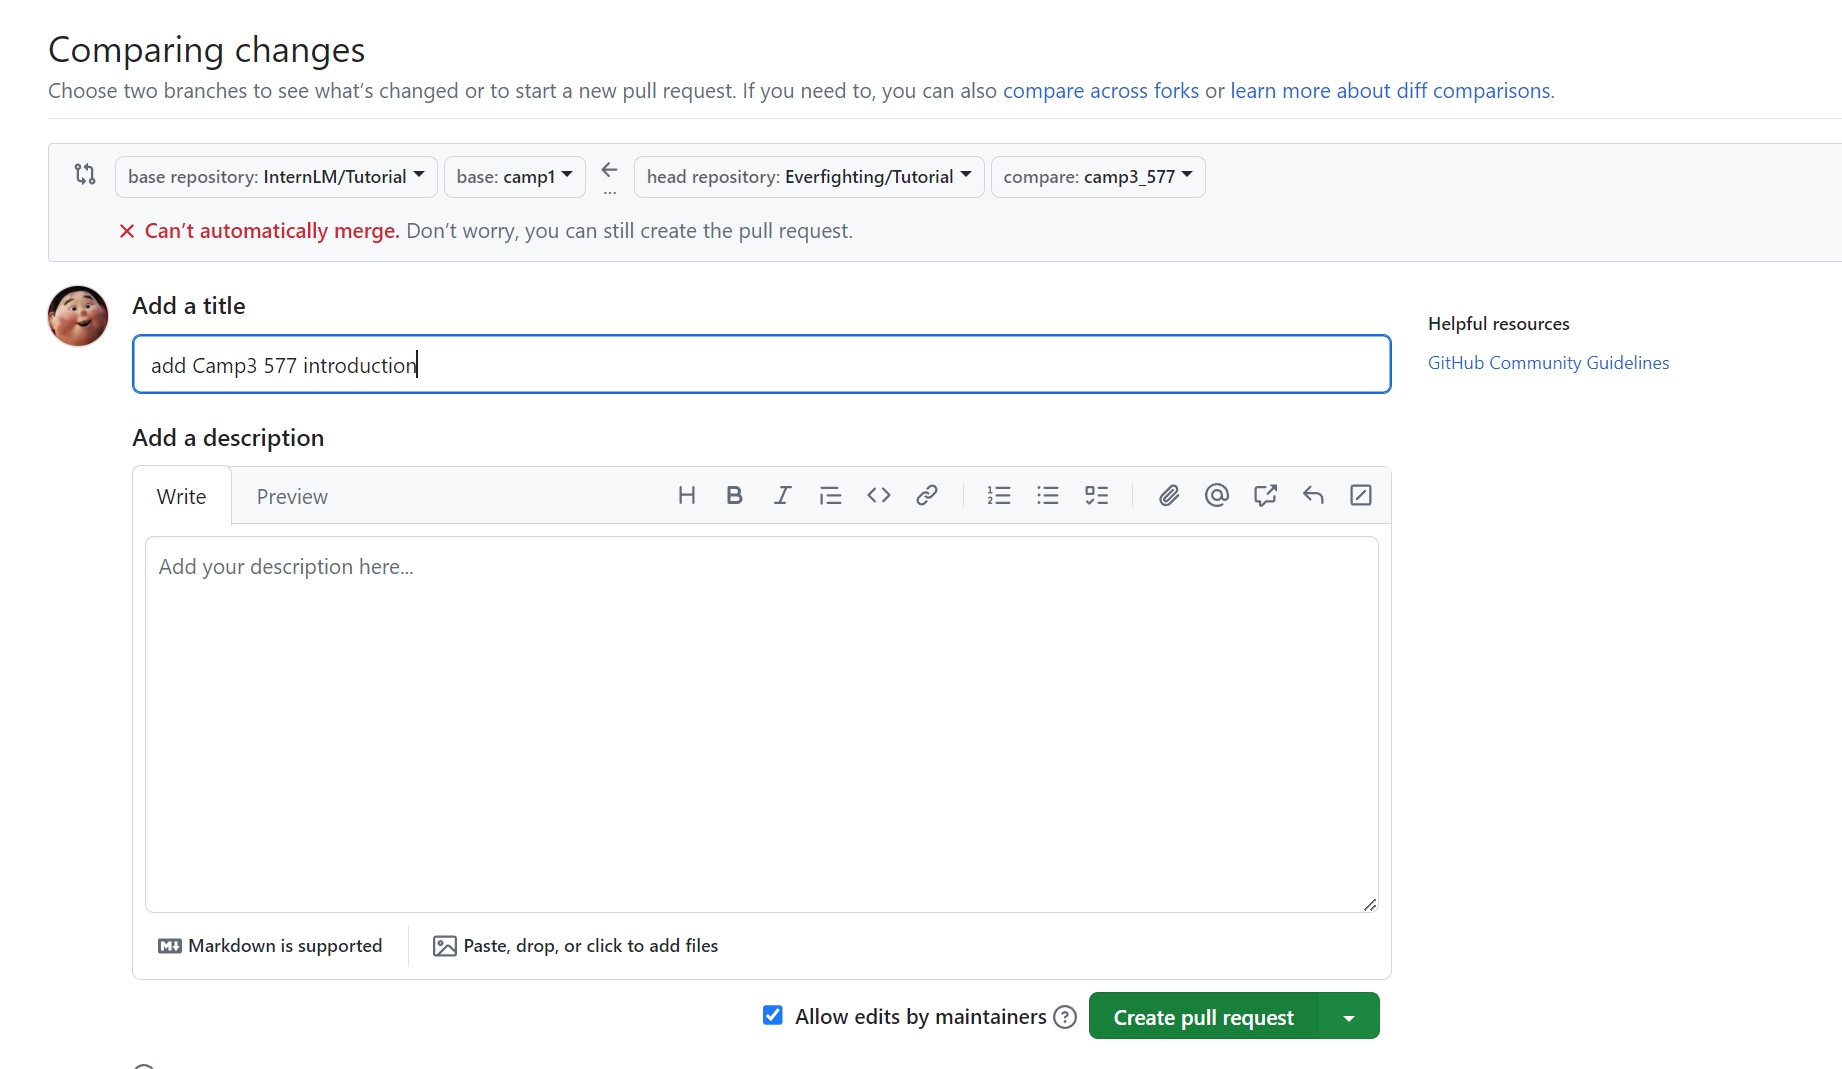 Comparing changes
Choose two branches to see what's changed or to start a new pull request. If you need to, you can also compare across forks or learn more about diff comparisons.
base repository: InternLM/Tutorial base: camp1 ... head repository: Everfighting/Tutorial compare: camp3_577
Can't automatically merge. Don't worry, you can still create the pull request.
Add a title
add Camp3 577 introduction
Helpful resources
GitHub Community Guidelines
Add a description
Write Preview
Add your description here...
Markdown is supported Paste, drop, or click to add files
Allow edits by maintainers Create pull request